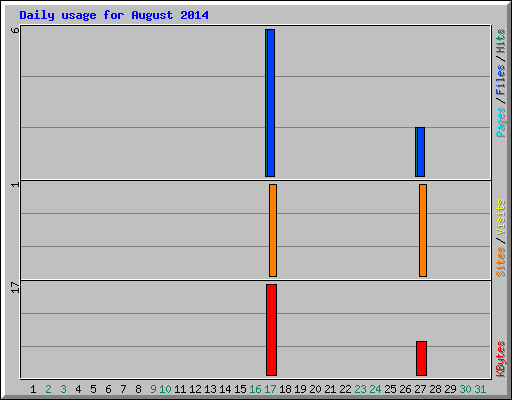 Daily usage for August 2014
6
1
17
Pages/Files/Hits
Sites/Visits
KBytes
1 2 3 4 5 6 7 8 9 10 11 12 13 14 15 16 17 18 19 20 21 22 23 24 25 26 27 28 29 30 31